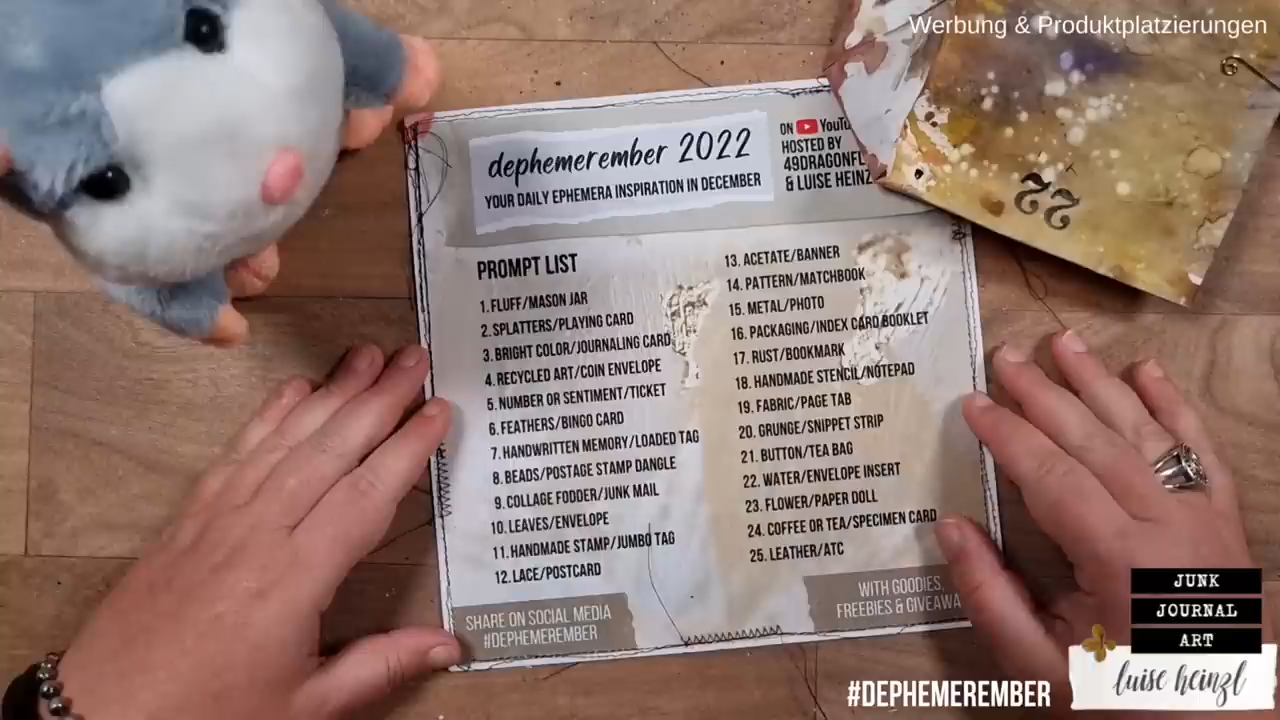 Werbung & Produktplatzierungen
dephemerember 2022
YOUR DAILY EPHEMERA INSPIRATION IN DECEMBER
ON YouTu
HOSTED BY
49DRAGONFL
& LUISE HEINZ
22
PROMPT LIST
1. FLUFF/MASON JAR
2. SPLATTERS/PLAYING CARD
3. BRIGHT COLOR/JOURNALING CARD
4. RECYCLED ART/COIN ENVELOPE
5. NUMBER OR SENTIMENT/TICKET
6. FEATHERS/BINGO CARD
7. HANDWRITTEN MEMORY/LOADED TAG
8. BEADS/POSTAGE STAMP DANGLE
9. COLLAGE FODDER/JUNK MAIL
10. LEAVES/ENVELOPE
11. HANDMADE STAMP/JUMBO TAG
12. LACE/POSTCARD
13. ACETATE/BANNER
14. PATTERN/MATCHBOOK
15. METAL/PHOTO
16. PACKAGING/INDEX CARD BOOKLET
17. RUST/BOOKMARK
18. HANDMADE STENCIL/NOTEPAD
19. FABRIC/PAGE TAB
20. GRUNGE/SNIPPET STRIP
21. BUTTON/TEA BAG
22. WATER/ENVELOPE INSERT
23. FLOWER/PAPER DOLL
24. COFFEE OR TEA/SPECIMEN CARD
25. LEATHER/ATC
SHARE ON SOCIAL MEDIA
#DEPHEMEREMBER
WITH GOODIES,
FREEBIES & GIVEAWA
#DEPHEMEREMBER
JUNK
JOURNAL
ART
luise heinzl